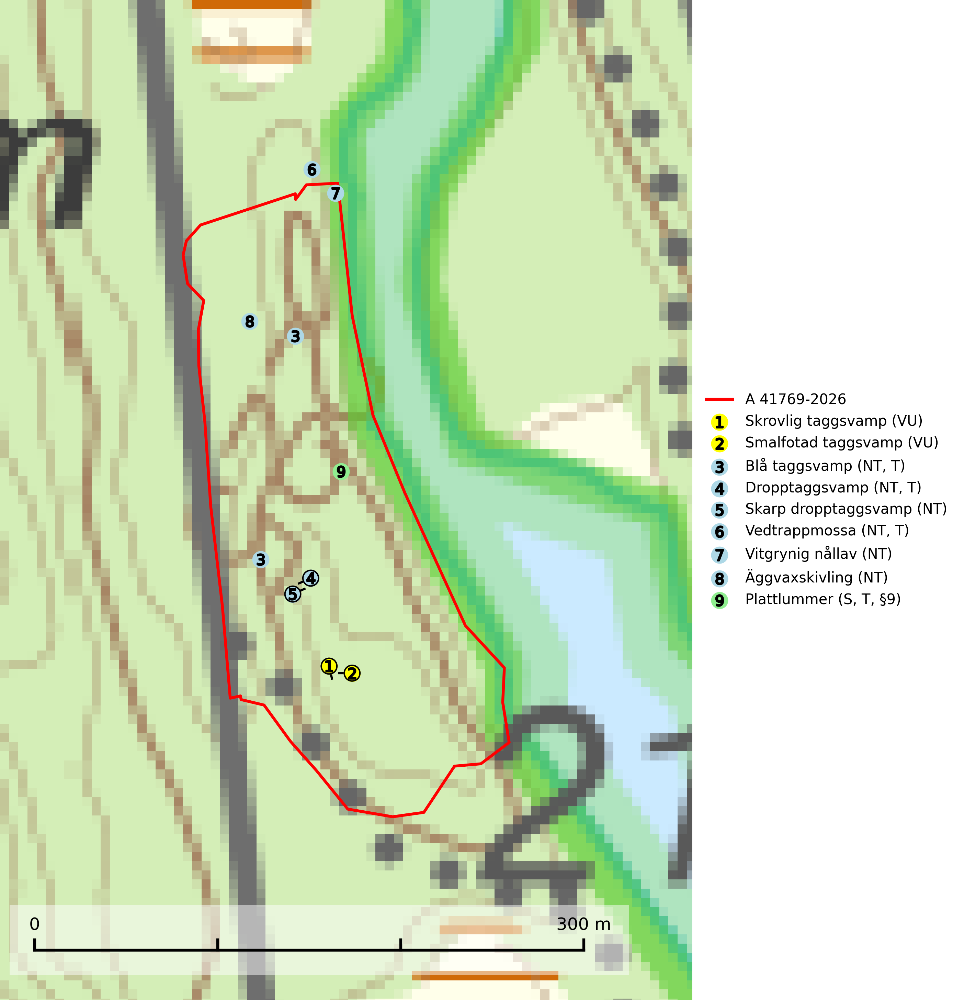 6
7
8
3
9
3
4
5
1
2
0
300 m
A 41769-2026
1 Skrovlig taggsvamp (VU)
2 Smalfotad taggsvamp (VU)
3 Blå taggsvamp (NT, T)
4 Dropptaggsvamp (NT, T)
5 Skarp dropptaggsvamp (NT)
6 Vedtrappmossa (NT, T)
7 Vitgrynig nållav (NT)
8 Äggvaxskivling (NT)
9 Plattlummer (S, T, §9)